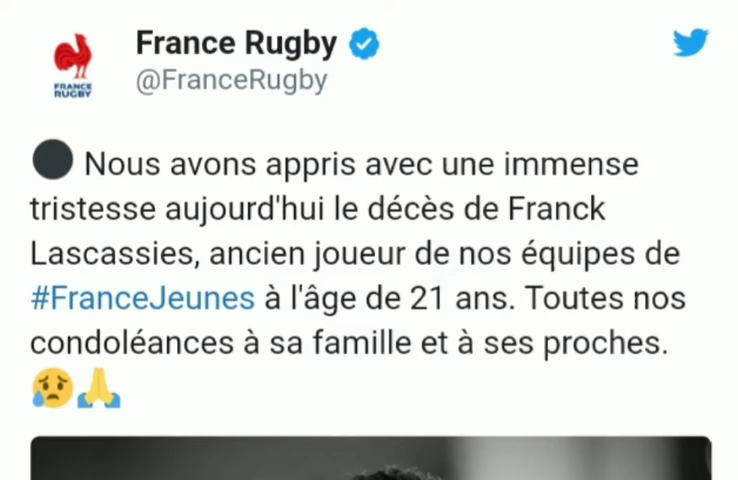 France Rugby
@FranceRugby
FRANCE
RUGBY
Nous avons appris avec une immense
tristesse aujourd'hui le décès de Franck
Lascassies, ancien joueur de nos équipes de
#FranceJeunes à l'âge de 21 ans. Toutes nos
condoléances à sa famille et à ses proches.